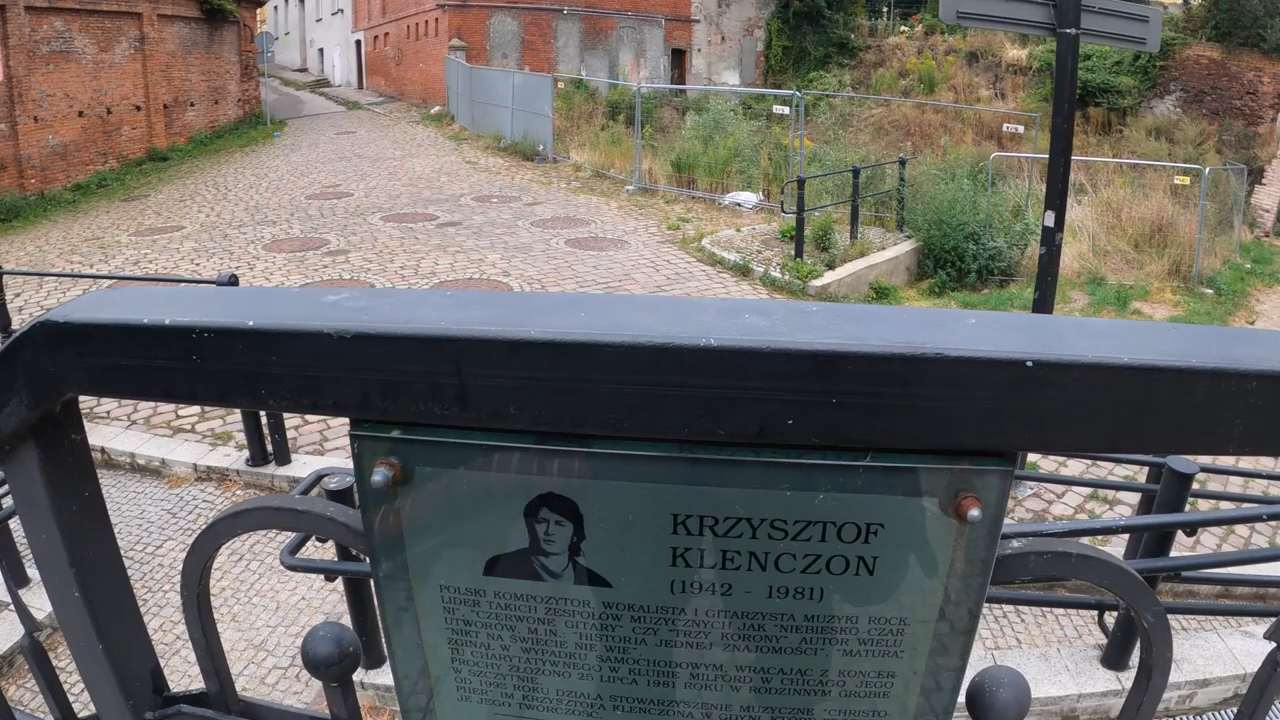 KRZYSZTOF
KLENCZON
(1942 - 1981)
POLSKI KOMPOZYTOR, WOKALISTA I GITARZYSTA MUZYKI ROCK.
LIDER TAKICH ZESPOŁÓW MUZYCZNYCH JAK "NIEBIESKO-CZAR-
NI", "CZERWONE GITARY" CZY "TRZY KORONY". AUTOR WIELU
UTWORÓW, M.IN.: "HISTORIA JEDNEJ ZNAJOMOŚCI", "MATURA",
"NIKT NA ŚWIECIE NIE WIE".
ZGINĄŁ W WYPADKU SAMOCHODOWYM, WRACAJĄC Z KONCER-
TU CHARYTATYWNEGO W KLUBIE MILFORD W CHICAGO. JEGO
PROCHY ZŁOŻONO 25 LIPCA 1981 ROKU W RODZINNYM GROBIE
W SZCZYTNIE.
OD 1992 ROKU DZIAŁA STOWARZYSZENIE MUZYCZNE "CHRISTO-
PHER" IM. KRZYSZTOFA KLENCZONA W GDYNI, KTÓRE
JE JEGO TWÓRCZOŚĆ.